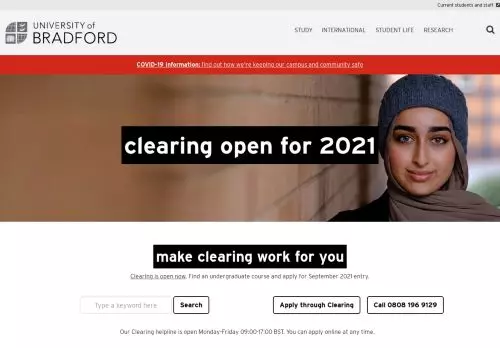 Current students and staff
UNIVERSITY of
BRADFORD
STUDY INTERNATIONAL STUDENT LIFE RESEARCH
COVID-19 information: find out how we're keeping our campus and community safe
clearing open for 2021
make clearing work for you
Clearing is open now. Find an undergraduate course and apply for September 2021 entry.
Type a keyword here Search Apply through Clearing Call 0808 196 9129
Our Clearing helpline is open Monday-Friday 09:00-17:00 BST. You can apply online at any time.